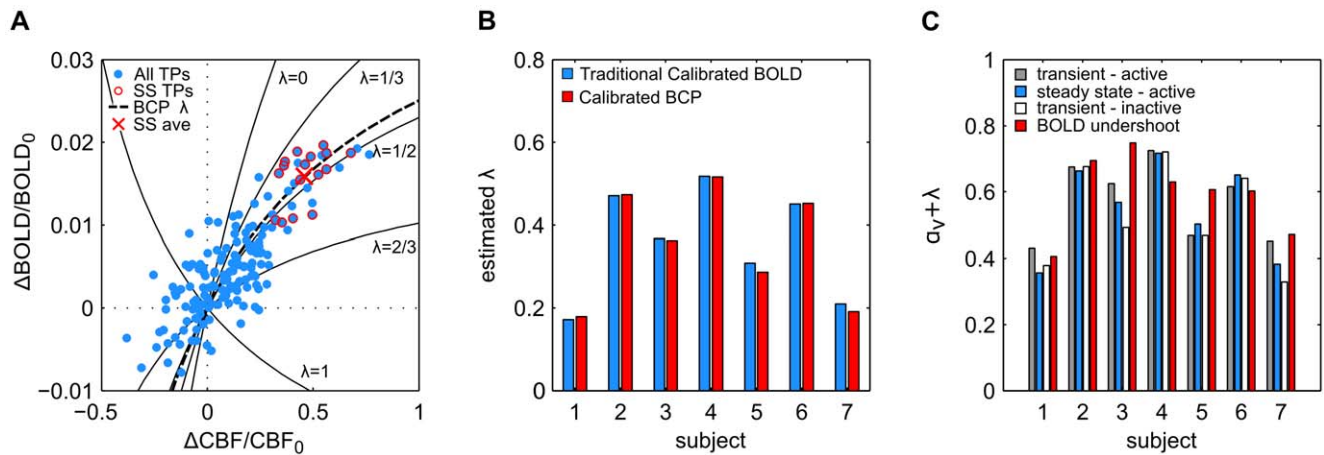 A
ΔBOLD/BOLD₀
0.03
0.02
0.01
0
−0.01
All TPs
SS TPs
BCP λ
SS ave
λ=0
λ=1/3
λ=1/2
λ=2/3
λ=1
−0.5
0
0.5
1
ΔCBF/CBF₀
B
estimated λ
0.8
0.6
0.4
0.2
0
Traditional Calibrated BOLD
Calibrated BCP
1 2 3 4 5 6 7
subject
C
αᵥ+λ
1
0.8
0.6
0.4
0.2
0
transient - active
steady state - active
transient - inactive
BOLD undershoot
1 2 3 4 5 6 7
subject